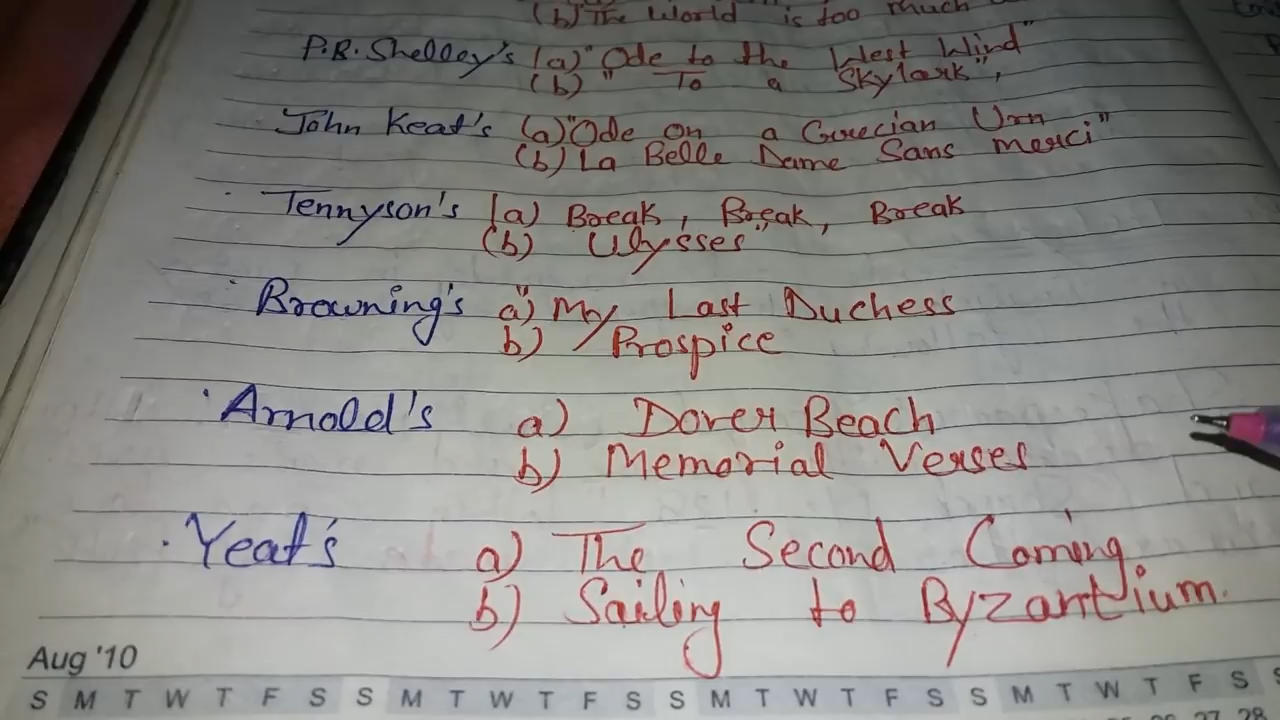 (b) The World is too much
P.B. Shelley's (a) "Ode to the West Wind"
(b) "To a Skylark",
John Keat's (a) "Ode on a Grecian Urn
(b) La Belle Dame Sans merci"
Tennyson's (a) Break, Break, Break
(b) Ulysses"
Browning's a) "My Last Duchess
b) Prospice
Arnold's a) Dover Beach
b) Memorial Verses
Yeat's a) The Second Coming
b) Sailing to Byzantium.
Aug '10
S M T W T F S S M T W T F S S M T W T F S S M T W T F S S
27 28